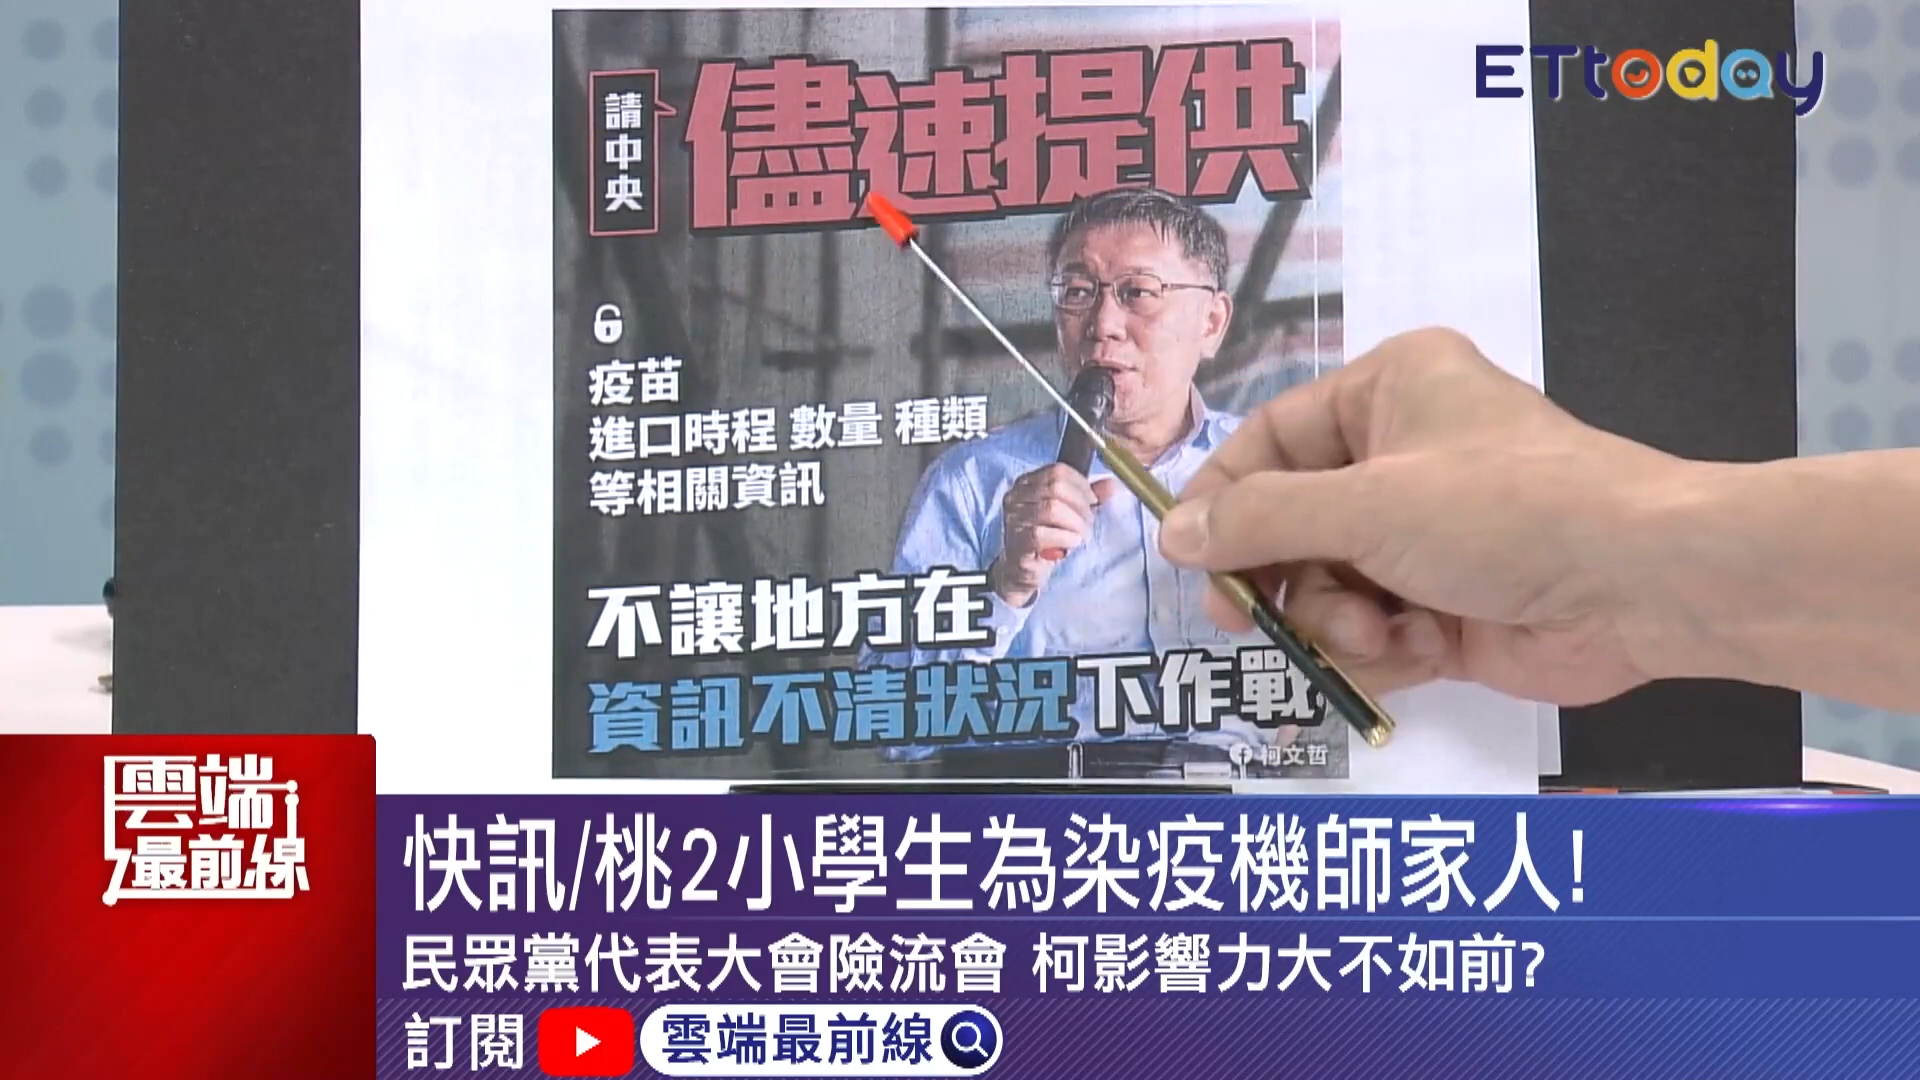 ETtoday
請中央
儘速提供
疫苗
進口時程 數量 種類
等相關資訊
不讓地方在
資訊不清狀況下作戰
柯文哲
雲端
最前線
快訊/桃2小學生為染疫機師家人!
民眾黨代表大會險流會 柯影響力大不如前?
訂閱 雲端最前線